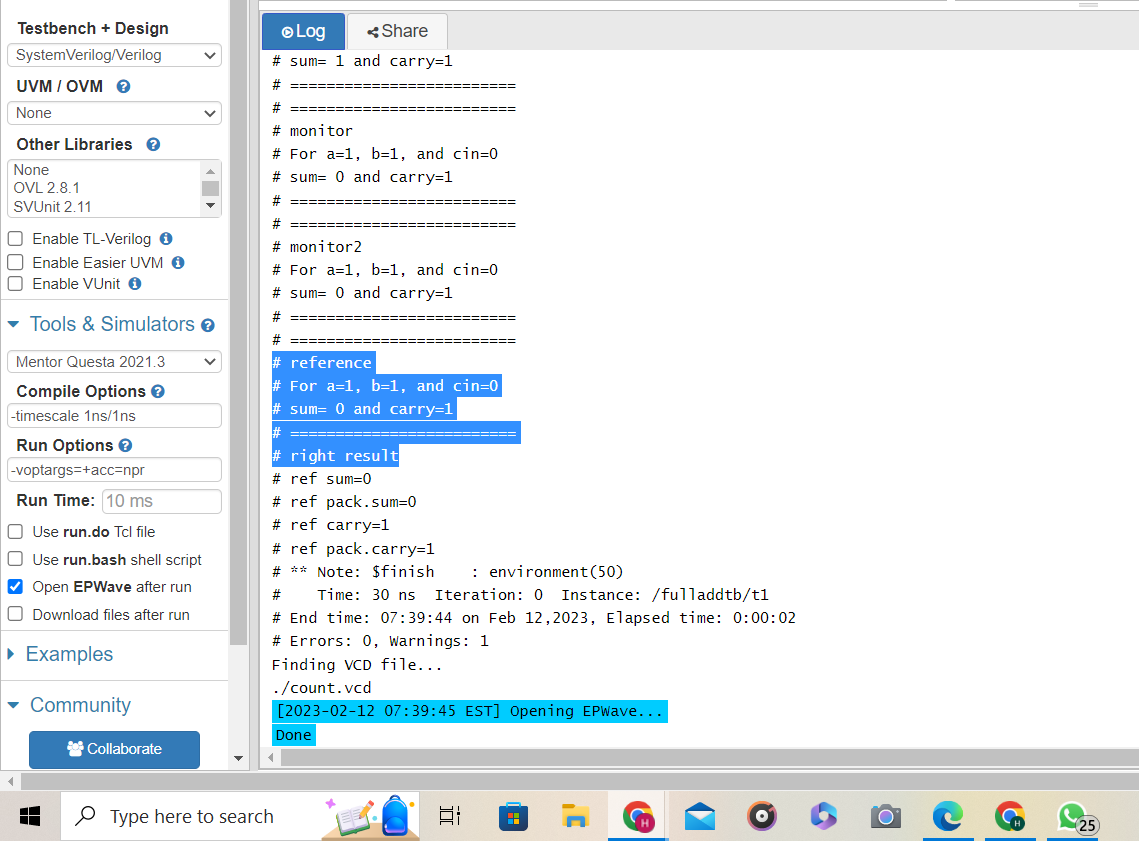 Testbench + Design
SystemVerilog/Verilog
UVM / OVM
None
Other Libraries
None
OVL 2.8.1
SVUnit 2.11
Enable TL-Verilog
Enable Easier UVM
Enable VUnit
Tools & Simulators
Mentor Questa 2021.3
Compile Options
-timescale 1ns/1ns
Run Options
-voptargs=+acc=npr
Run Time: 10 ms
Use run.do Tcl file
Use run.bash shell script
Open EPWave after run
Download files after run
Examples
Community
Collaborate
Log
Share
# sum= 1 and carry=1
# =========================
# =========================
# monitor
# For a=1, b=1, and cin=0
# sum= 0 and carry=1
# =========================
# =========================
# monitor2
# For a=1, b=1, and cin=0
# sum= 0 and carry=1
# =========================
# =========================
# reference
# For a=1, b=1, and cin=0
# sum= 0 and carry=1
# =========================
# right result
# ref sum=0
# ref pack.sum=0
# ref carry=1
# ref pack.carry=1
# ** Note: $finish    : environment(50)
#    Time: 30 ns  Iteration: 0  Instance: /fulladdtb/t1
# End time: 07:39:44 on Feb 12,2023, Elapsed time: 0:00:02
# Errors: 0, Warnings: 1
Finding VCD file...
./count.vcd
[2023-02-12 07:39:45 EST] Opening EPWave...
Done
Type here to search
H
H
25